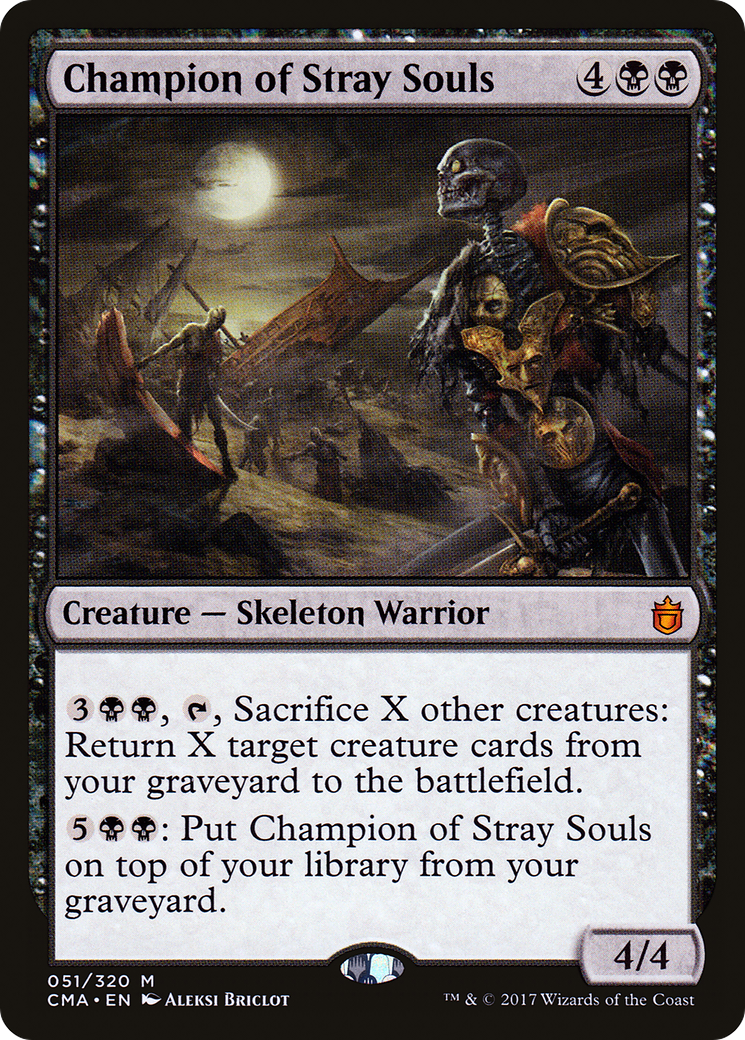 Champion of Stray Souls 4
Creature — Skeleton Warrior
3, , Sacrifice X other creatures:
Return X target creature cards from
your graveyard to the battlefield.
5: Put Champion of Stray Souls
on top of your library from your
graveyard.
4/4
051/320 M
CMA • EN Aleksi Briclot
™ & © 2017 Wizards of the Coast